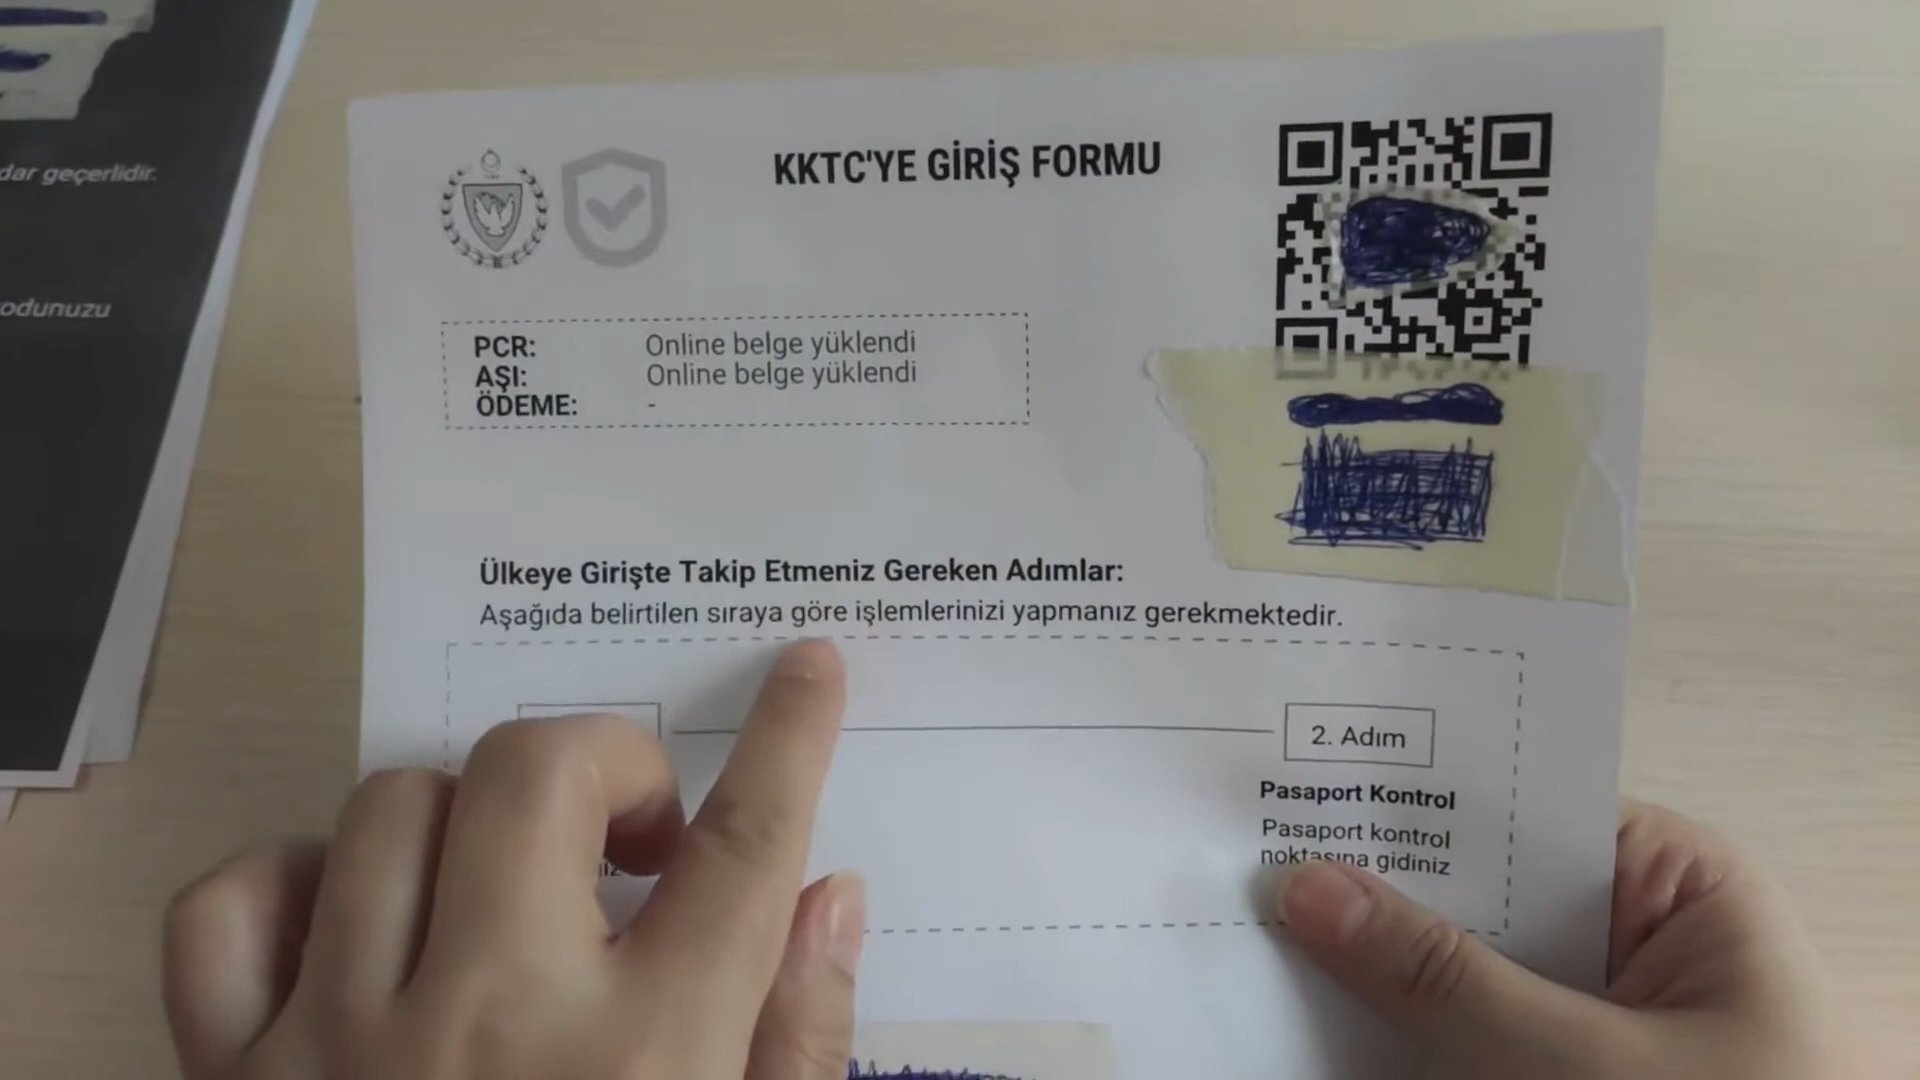 dar geçerlidir.
odunuzu
KKTC'YE GİRİŞ FORMU
PCR: Online belge yüklendi
AŞI: Online belge yüklendi
ÖDEME: -
Ülkeye Girişte Takip Etmeniz Gereken Adımlar:
Aşağıda belirtilen sıraya göre işlemlerinizi yapmanız gerekmektedir.
2. Adım
Pasaport Kontrol
Pasaport kontrol
noktasına gidiniz